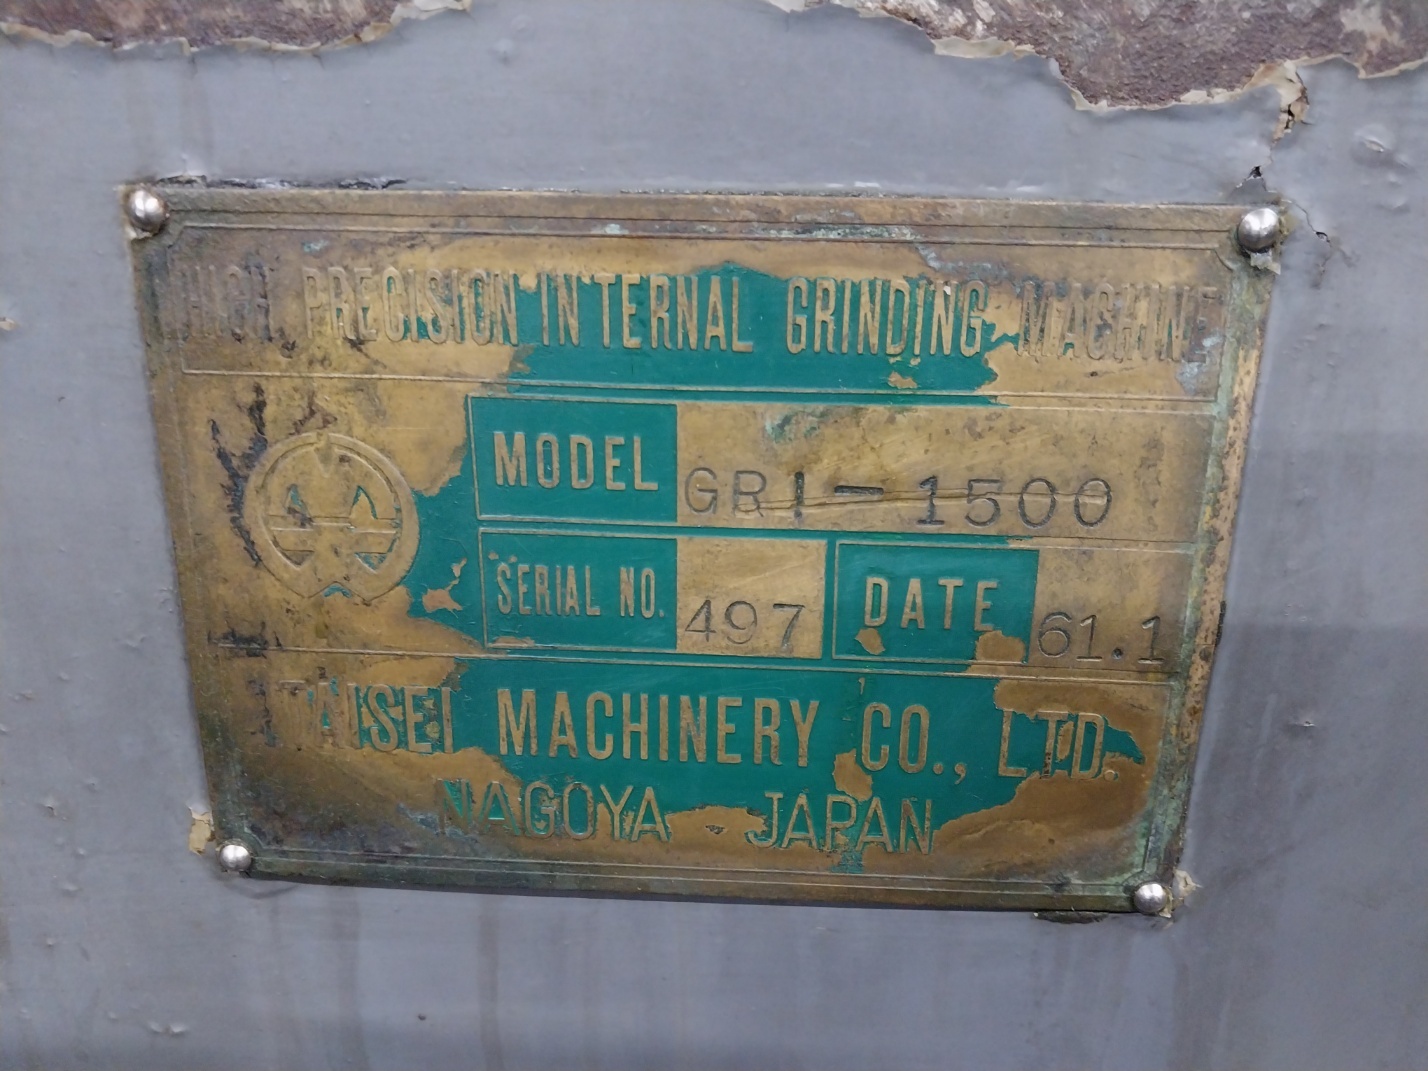 HIGH PRECISION INTERNAL GRINDING MACHINE
MODEL GRI-1500
SERIAL NO. 497 DATE 61.1
TAISEI MACHINERY CO., LTD.
NAGOYA JAPAN